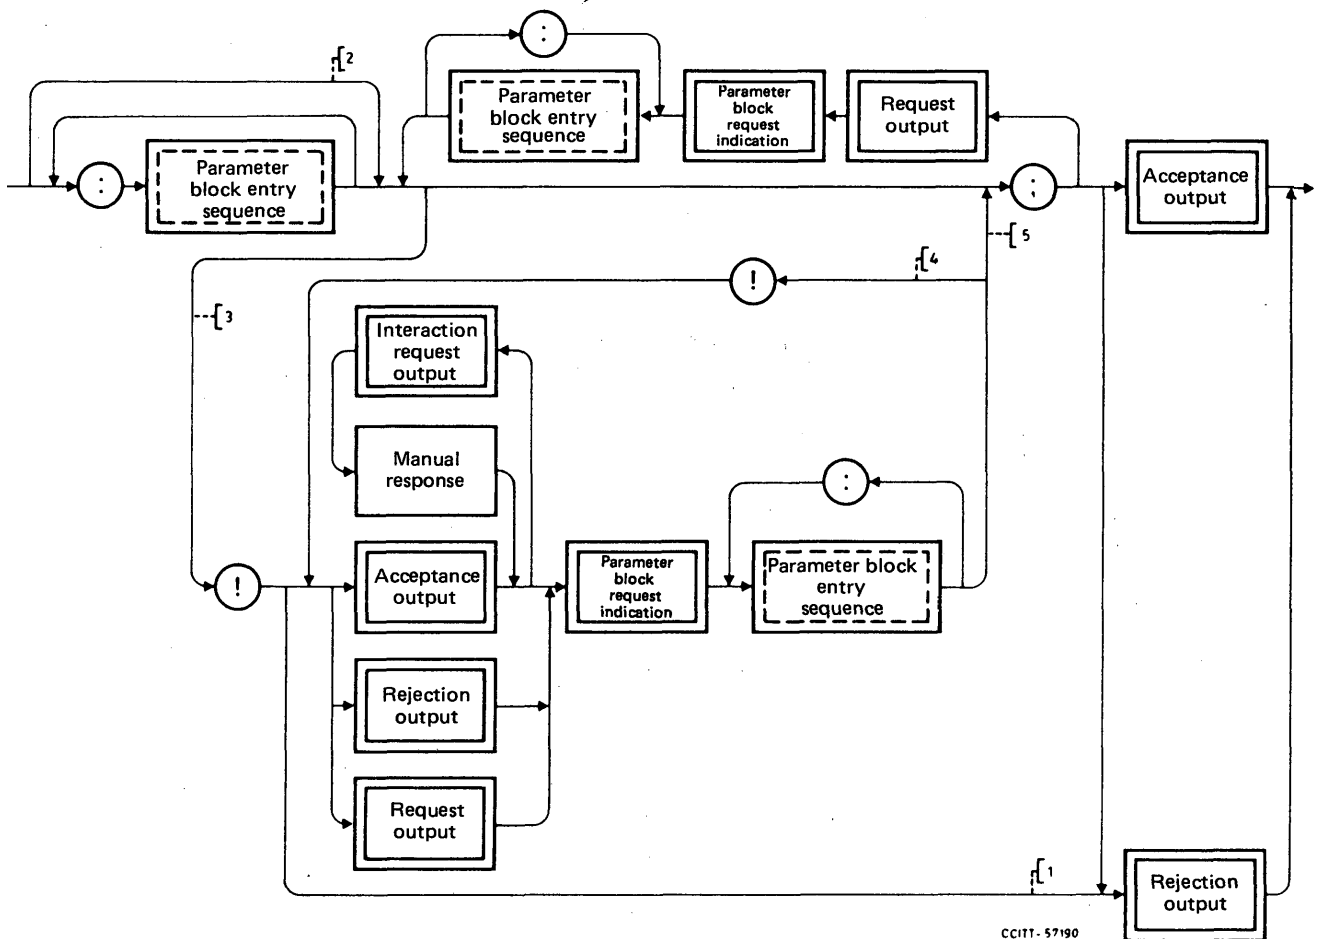 :
2
Parameter
block entry
sequence
Parameter
block
request
indication
Request
output
:
Parameter
block entry
sequence
;
Acceptance
output
5
4
!
3
Interaction
request
output
Manual
response
:
!
Acceptance
output
Parameter
block
request
indication
Parameter block
entry
sequence
Rejection
output
Request
output
1
Rejection
output
CCITT - 57190